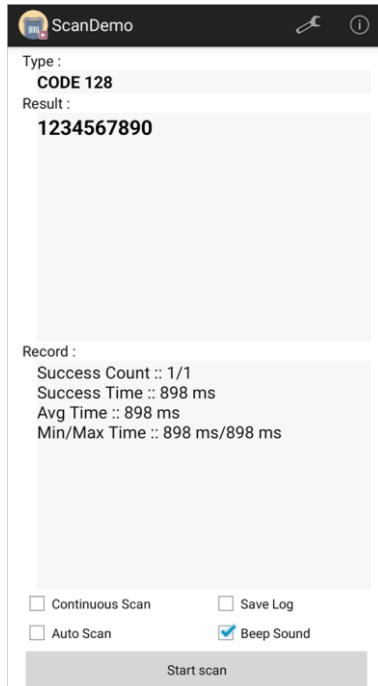 ScanDemo
Type :
CODE 128
Result :
1234567890
Record :
Success Count :: 1/1
Success Time :: 898 ms
Avg Time :: 898 ms
Min/Max Time :: 898 ms/898 ms
Continuous Scan
Save Log
Auto Scan
Beep Sound
Start scan